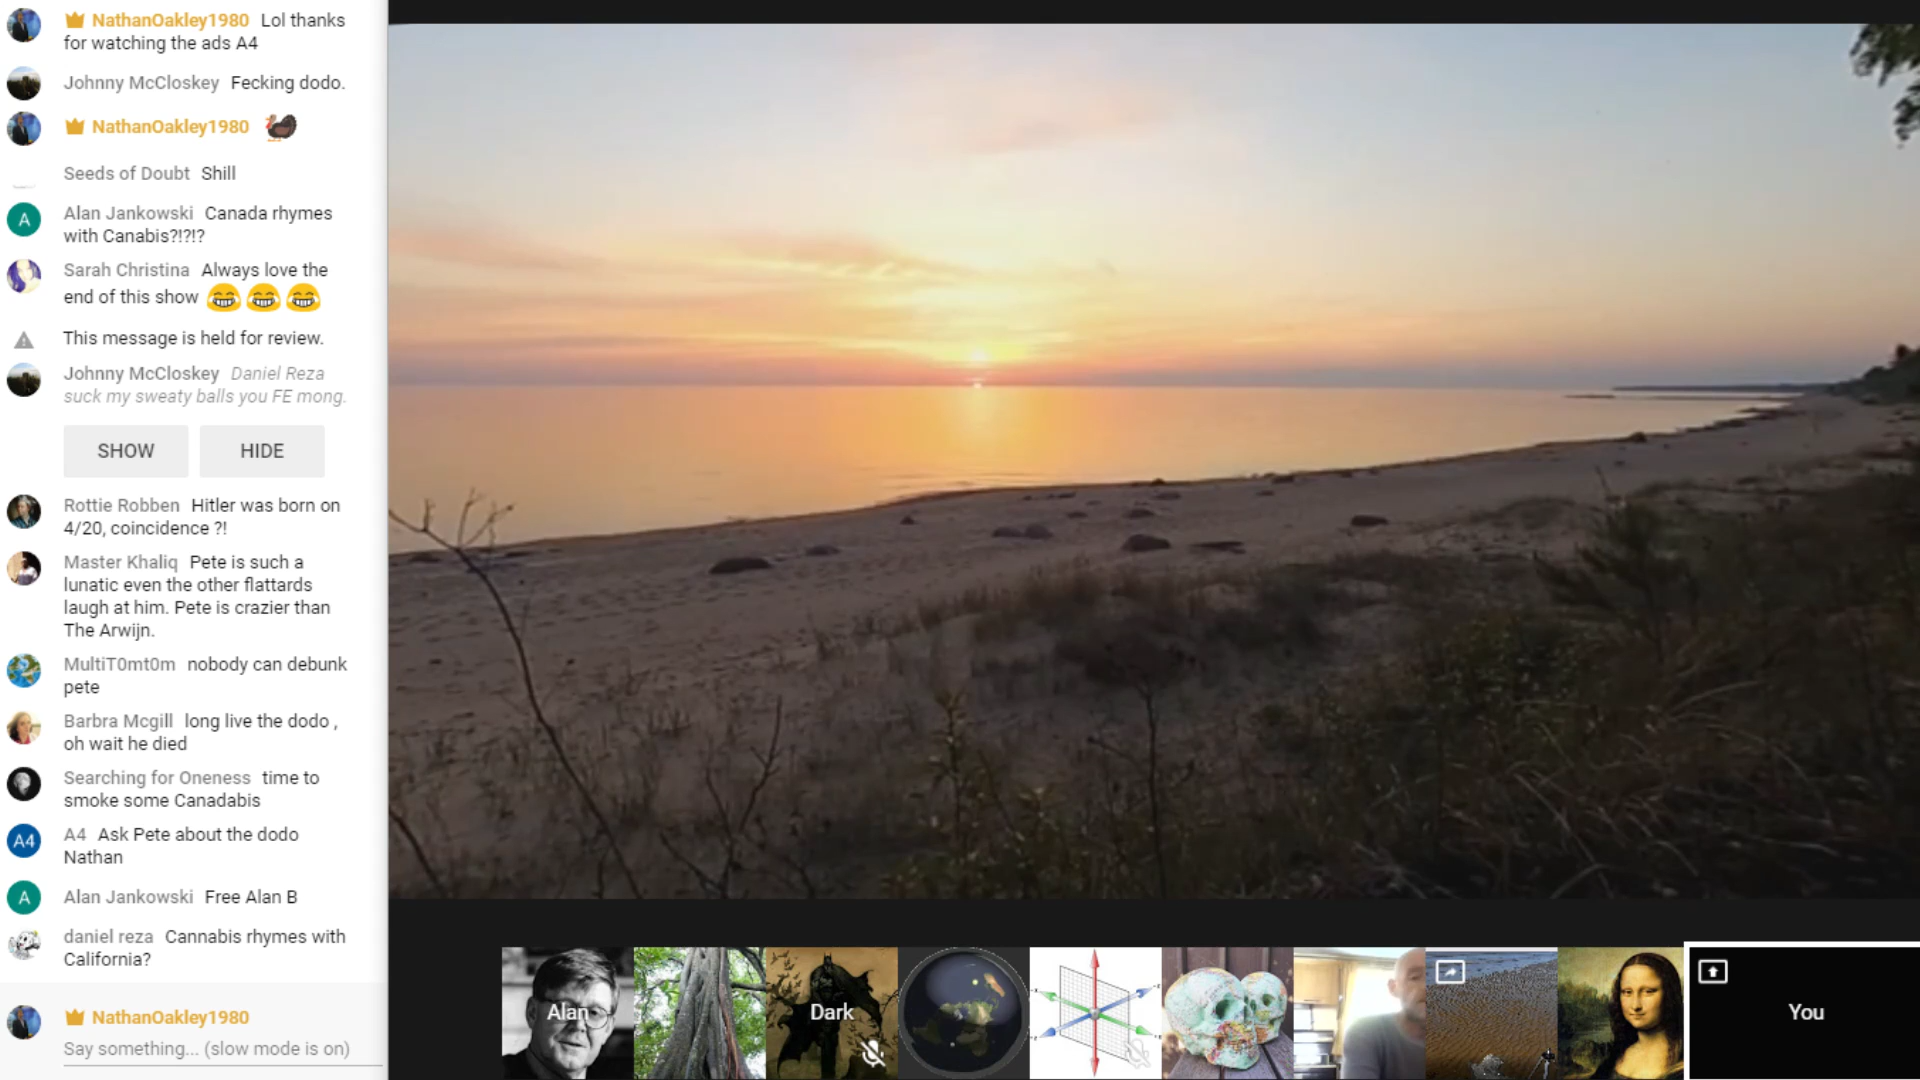 NathanOakley1980 Lol thanks
for watching the ads A4
Johnny McCloskey Fecking dodo.
NathanOakley1980
Seeds of Doubt Shill
A
Alan Jankowski Canada rhymes
with Canabis?!?!?
Sarah Christina Always love the
end of this show
This message is held for review.
Johnny McCloskey Daniel Reza
suck my sweaty balls you FE mong.
SHOW HIDE
Rottie Robben Hitler was born on
4/20, coincidence ?!
Master Khaliq Pete is such a
lunatic even the other flattards
laugh at him. Pete is crazier than
The Arwijn.
MultiT0mt0m nobody can debunk
pete
Barbra Mcgill long live the dodo ,
oh wait he died
Searching for Oneness time to
smoke some Canadabis
A4
A4 Ask Pete about the dodo
Nathan
A
Alan Jankowski Free Alan B
daniel reza Cannabis rhymes with
California?
NathanOakley1980
Say something... (slow mode is on)
Alan
Dark
You